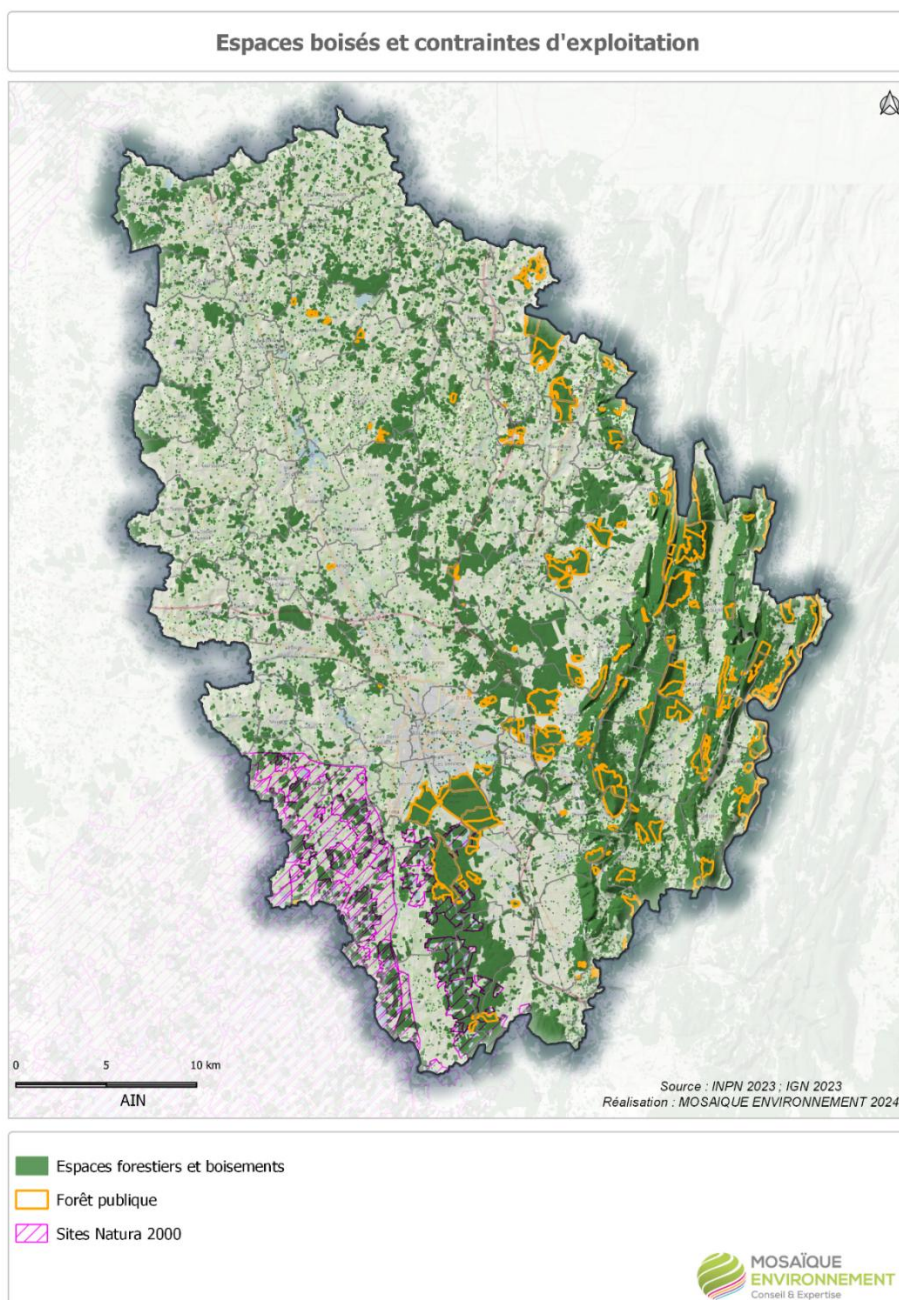 Espaces boisés et contraintes d'exploitation
0 5 10 km
AIN
Source : INPN 2023 ; IGN 2023
Réalisation : MOSAIQUE ENVIRONNEMENT 2024
Espaces forestiers et boisements
Forêt publique
Sites Natura 2000
MOSAÏQUE
ENVIRONNEMENT
Conseil & Expertise